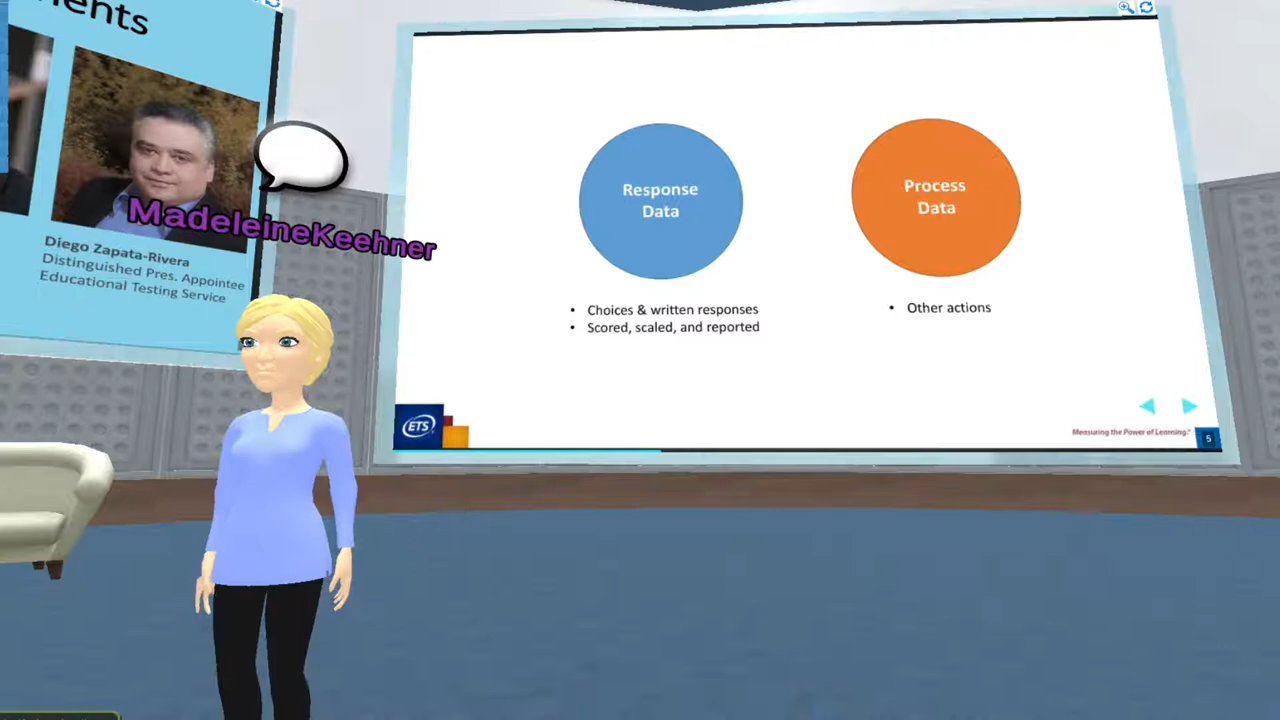 MadeleineKeehner
Diego Zapata-Rivera
Distinguished Pres. Appointee
Educational Testing Service
Response
Data
Choices & written responses
Scored, scaled, and reported
Process
Data
Other actions
ETS
Measuring the Power of Learning.
5